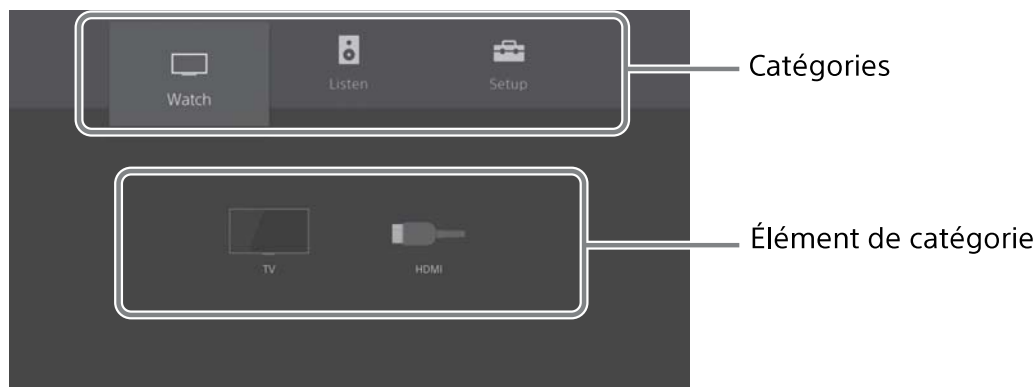 Watch
Listen
Setup
Catégories
TV
HDMI
Élément de catégorie